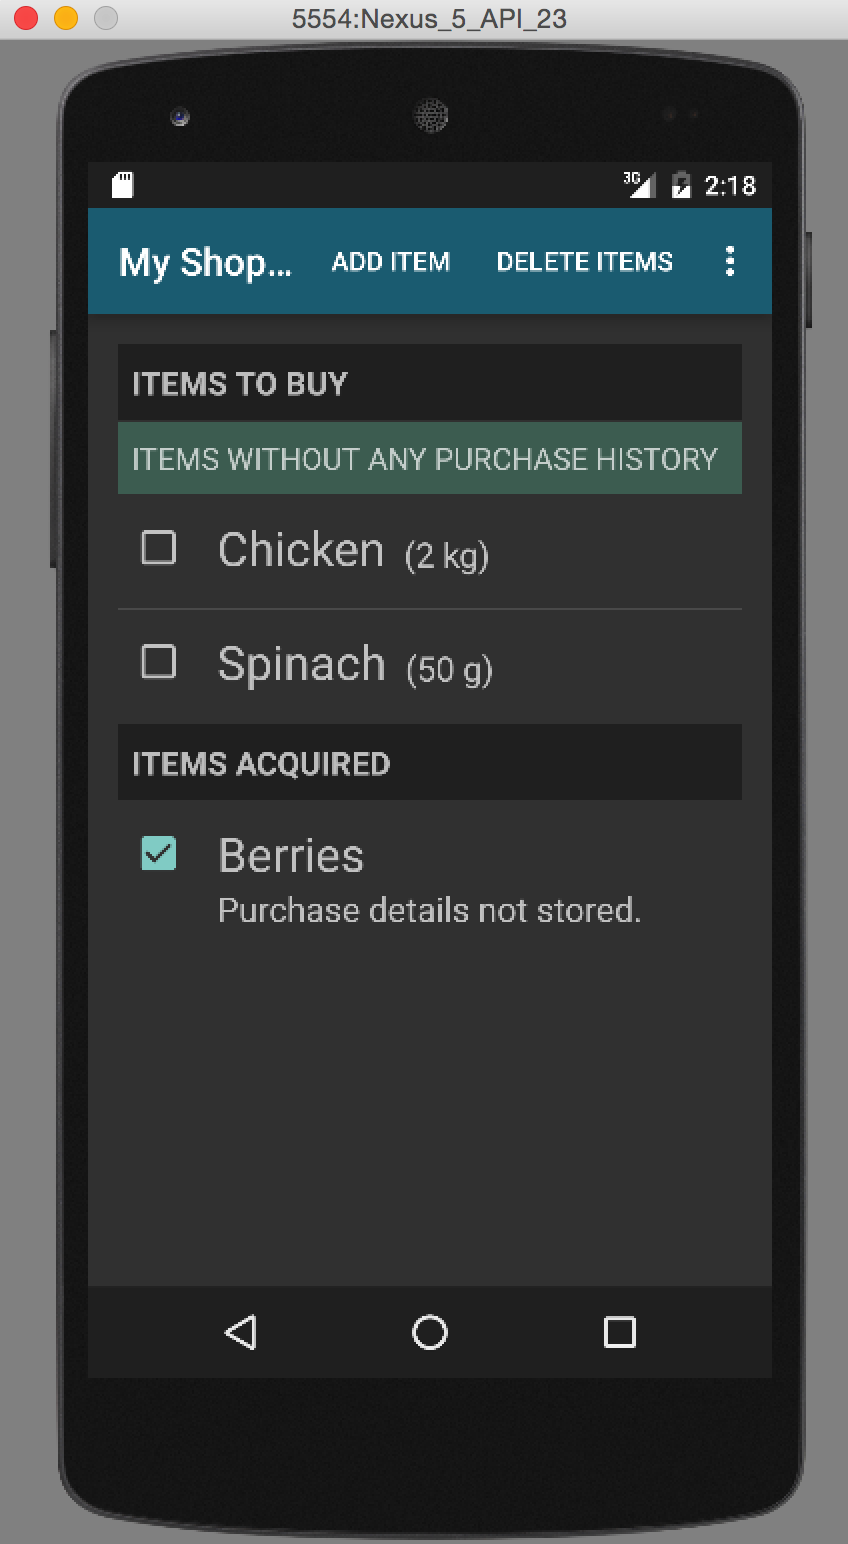 5554:Nexus_5_API_23
3G 2:18
My Shop... ADD ITEM DELETE ITEMS
ITEMS TO BUY
ITEMS WITHOUT ANY PURCHASE HISTORY
Chicken (2 kg)
Spinach (50 g)
ITEMS ACQUIRED
Berries
Purchase details not stored.